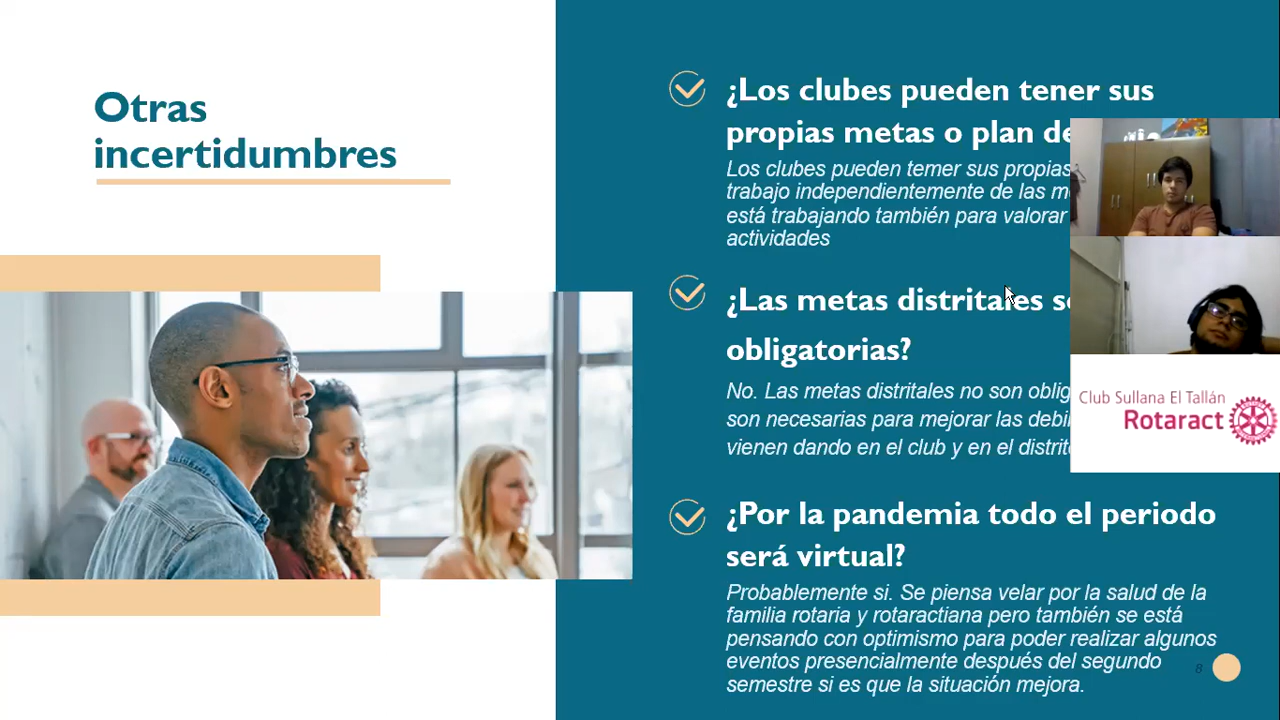 Otras
incertidumbres
¿Los clubes pueden tener sus
propias metas o plan de
Los clubes pueden temer sus propias
trabajo independientemente de las
está trabajando también para valorar
actividades
¿Las metas distritales
obligatorias?
No. Las metas distritales no son
son necesarias para mejorar las
vienen dando en el club y en el
¿Por la pandemia todo el periodo
será virtual?
Probablemente si. Se piensa velar por la salud de la
familia rotaria y rotaractiana pero también se está
pensando con optimismo para poder realizar algunos
eventos presencialmente después del segundo
semestre si es que la situación mejora.
8
Club Sullana El Tallán
Rotaract